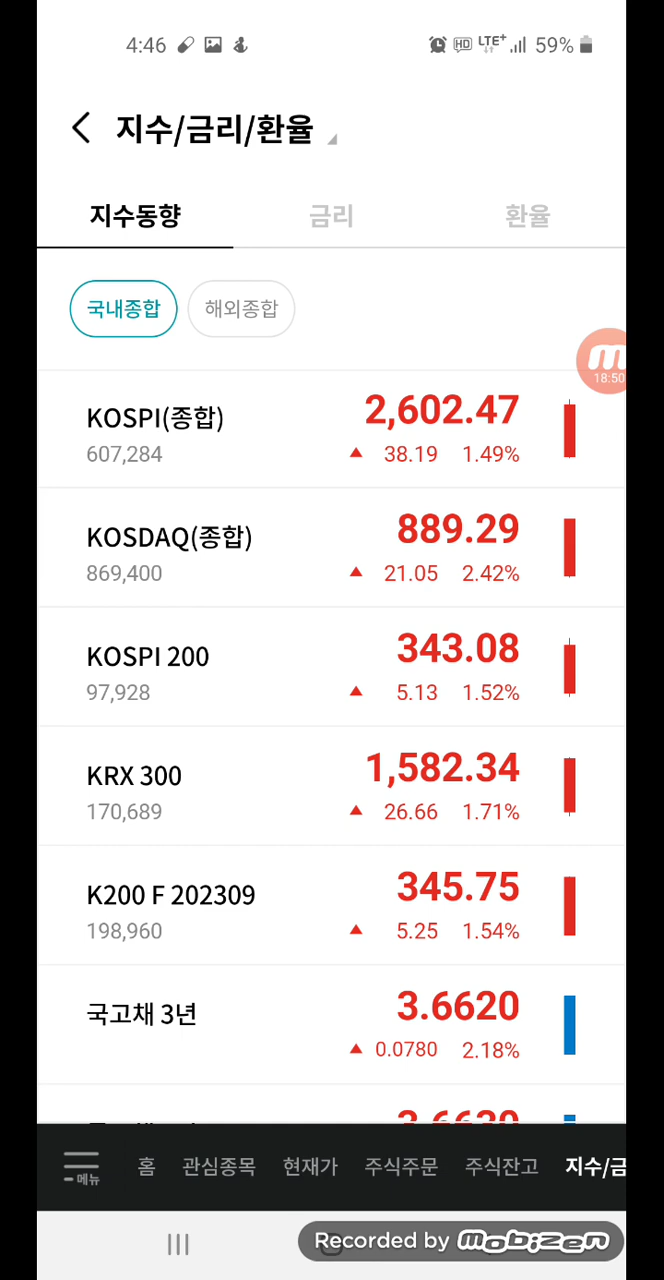 4:46 HD LTE+ 59%
지수/금리/환율
지수동향 금리 환율
국내종합 해외종합
m
18:50
KOSPI(종합) 2,602.47
607,284 ▲ 38.19 1.49%
KOSDAQ(종합) 889.29
869,400 ▲ 21.05 2.42%
KOSPI 200 343.08
97,928 ▲ 5.13 1.52%
KRX 300 1,582.34
170,689 ▲ 26.66 1.71%
K200 F 202309 345.75
198,960 ▲ 5.25 1.54%
국고채 3년 3.6620
▲ 0.0780 2.18%
메뉴 홈 관심종목 현재가 주식주문 주식잔고 지수/금
Recorded by mobizen